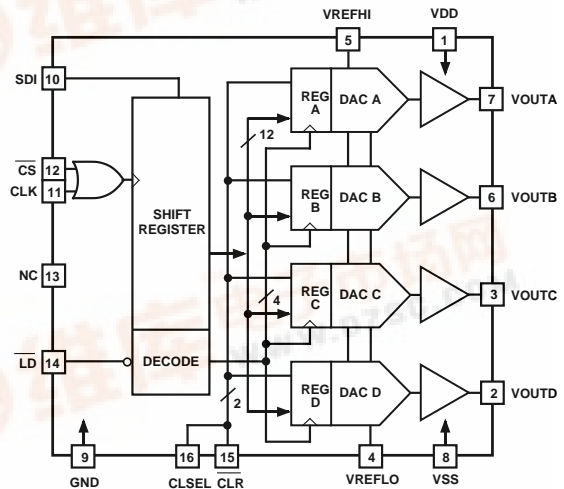 VREFHI
VDD
5
1
SDI
10
REG A
DAC A
7
VOUTA
12
CS
12
CLK
11
REG B
DAC B
6
VOUTB
SHIFT REGISTER
NC
13
REG C
DAC C
3
VOUTC
4
LD
14
DECODE
REG D
DAC D
2
VOUTD
2
9
16
15
4
8
GND
CLSEL
CLR
VREFLO
VSS